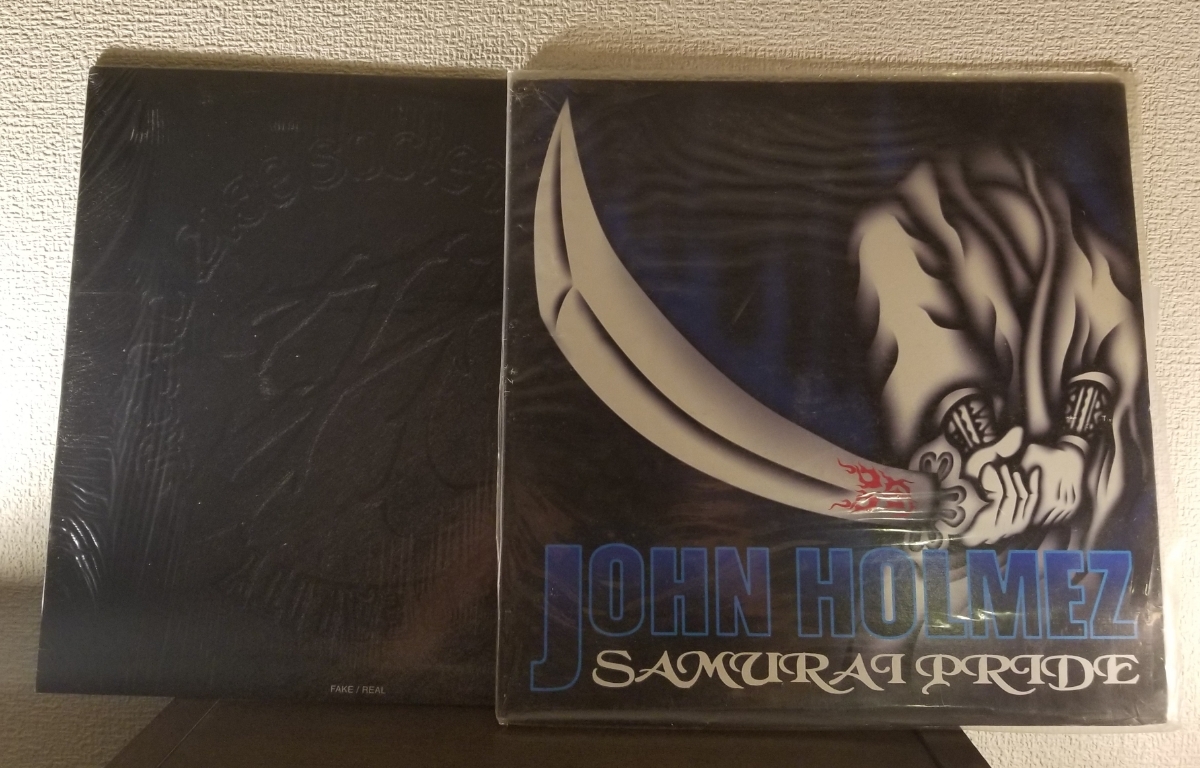 FAKE / REAL
JOHN HOLMEZ
SAMURAI PRIDE